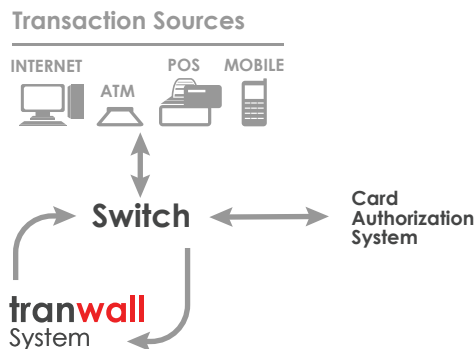 Transaction Sources
INTERNET
ATM
POS
MOBILE
Switch
Card
Authorization
System
tranwall
System